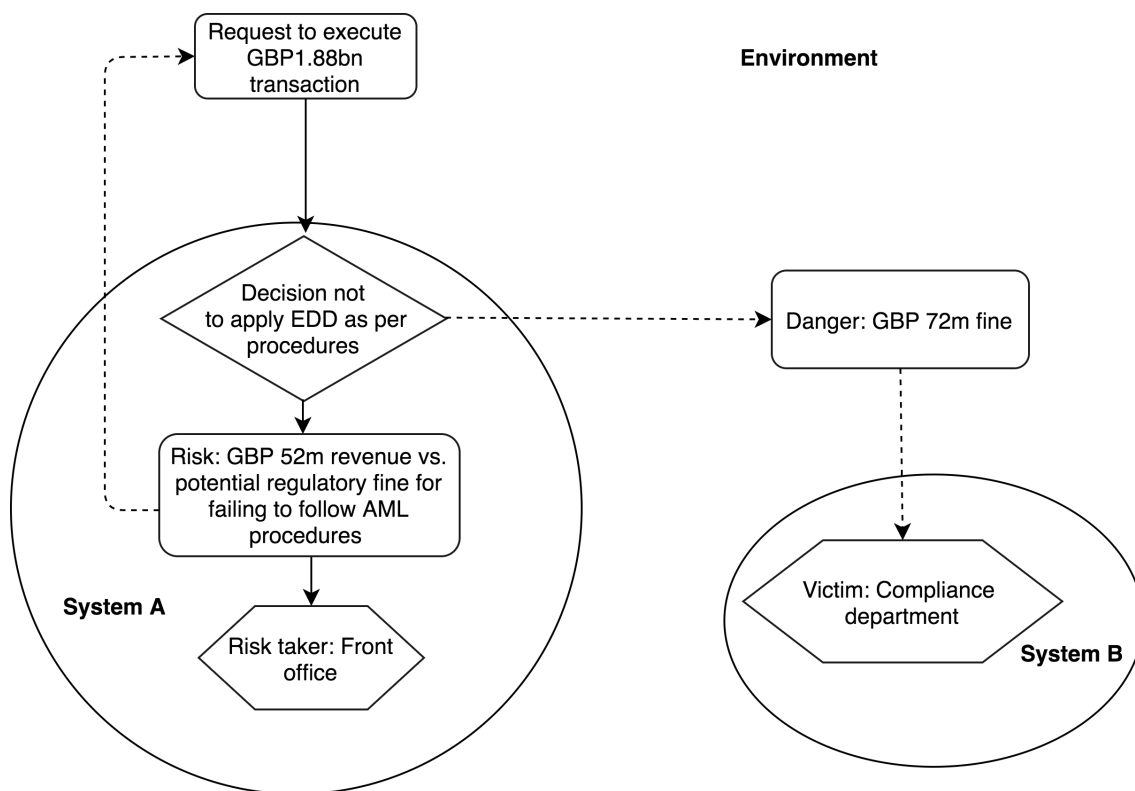 Request to execute
GBP1.88bn
transaction
Environment
Decision not
to apply EDD as per
procedures
Danger: GBP 72m fine
Risk: GBP 52m revenue vs.
potential regulatory fine for
failing to follow AML
procedures
System A
Risk taker: Front
office
Victim: Compliance
department
System B